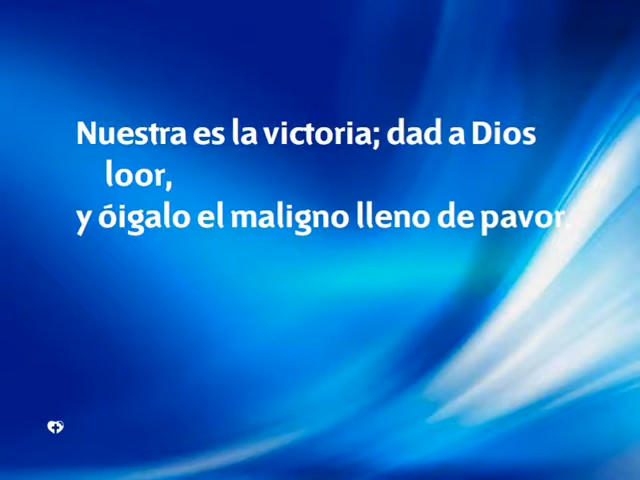 Nuestra es la victoria; dad a Dios
loor,
y óigalo el maligno lleno de pavor.